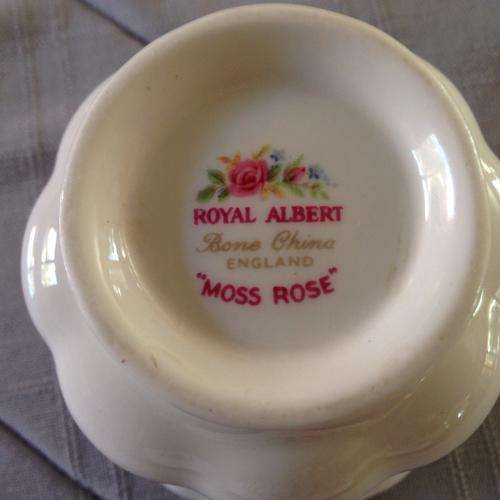 ROYAL ALBERT
Bone China
ENGLAND
"MOSS ROSE"